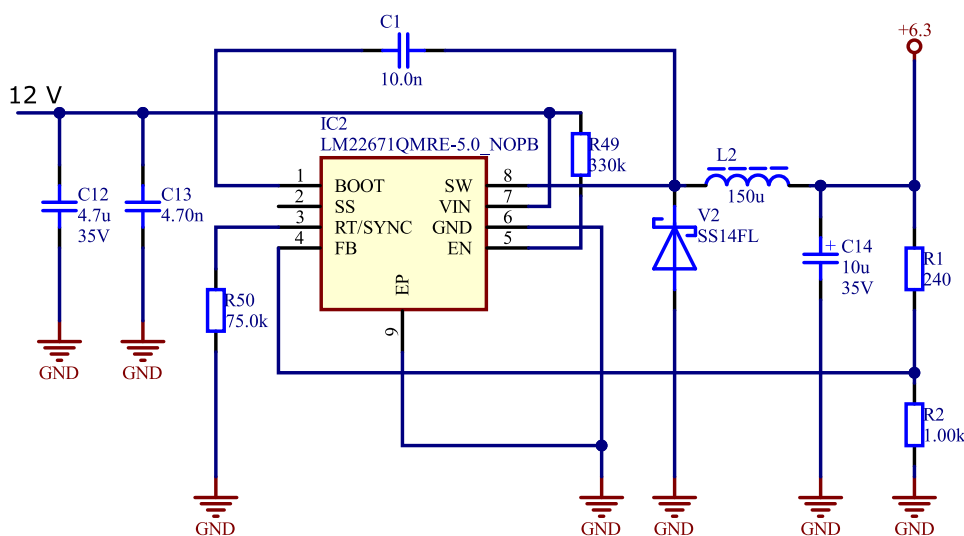 C1
10.0n
+6.3
12 V
IC2
LM22671QMRE-5.0_NOPB
R49
330k
L2
150u
C12
4.7u
35V
C13
4.70n
1 BOOT SW 8
2 SS VIN 7
3 RT/SYNC GND 6
4 FB EN 5
EP
9
V2
SS14FL
+ C14
10u
35V
R1
240
R50
75.0k
GND
GND
R2
1.00k
GND
GND
GND
GND
GND